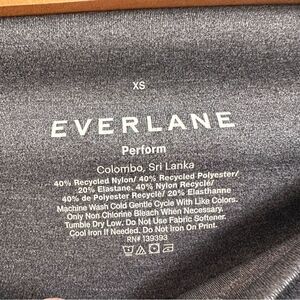 XS
EVERLANE
Perform
Colombo, Sri Lanka
40% Recycled Nylon/ 40% Recycled Polyester/
20% Elastane. 40% Nylon Recyclé/
40% de Polyester Recyclé/ 20% Elasthanne
Machine Wash Cold Gentle Cycle With Like Colors.
Only Non Chlorine Bleach When Necessary.
Tumble Dry Low. Do Not Use Fabric Softener.
Cool Iron If Needed. Do Not Iron On Print.
RN# 139393